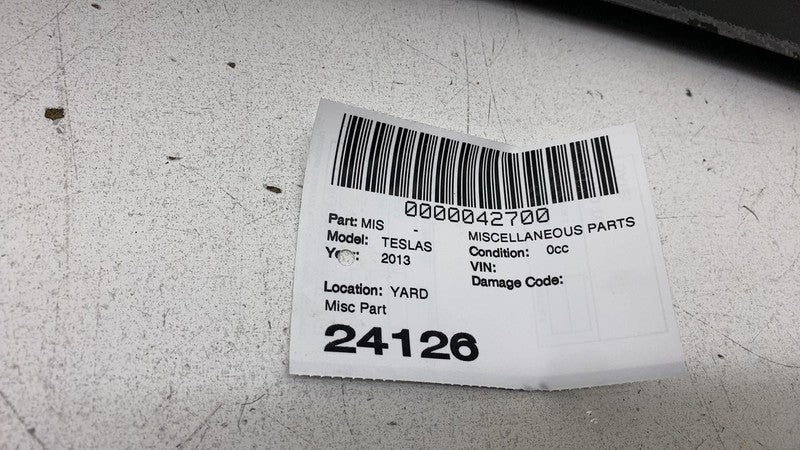 0000042700
Part: MIS - MISCELLANEOUS PARTS
Model: TESLAS Condition: 0cc
2013 VIN:
Damage Code:
Location: YARD
Misc Part
24126